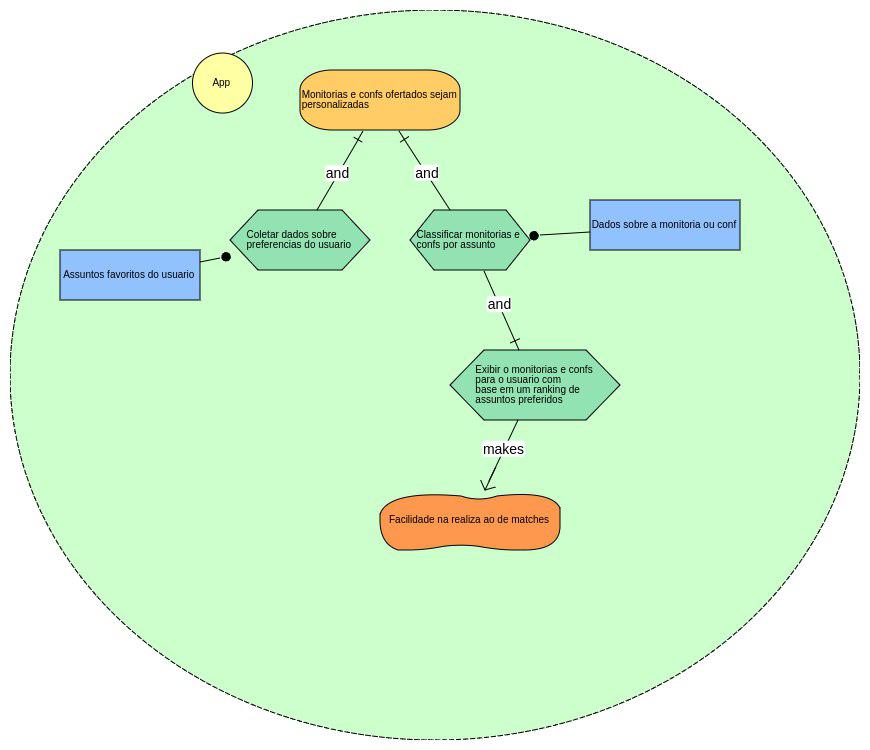 App
Monitorias e confs ofertados sejam
personalizadas
and
and
Coletar dados sobre
preferencias do usuario
Classificar monitorias e
confs por assunto
Dados sobre a monitoria ou conf
Assuntos favoritos do usuario
and
Exibir o monitorias e confs
para o usuario com
base em um ranking de
assuntos preferidos
makes
Facilidade na realiza ao de matches